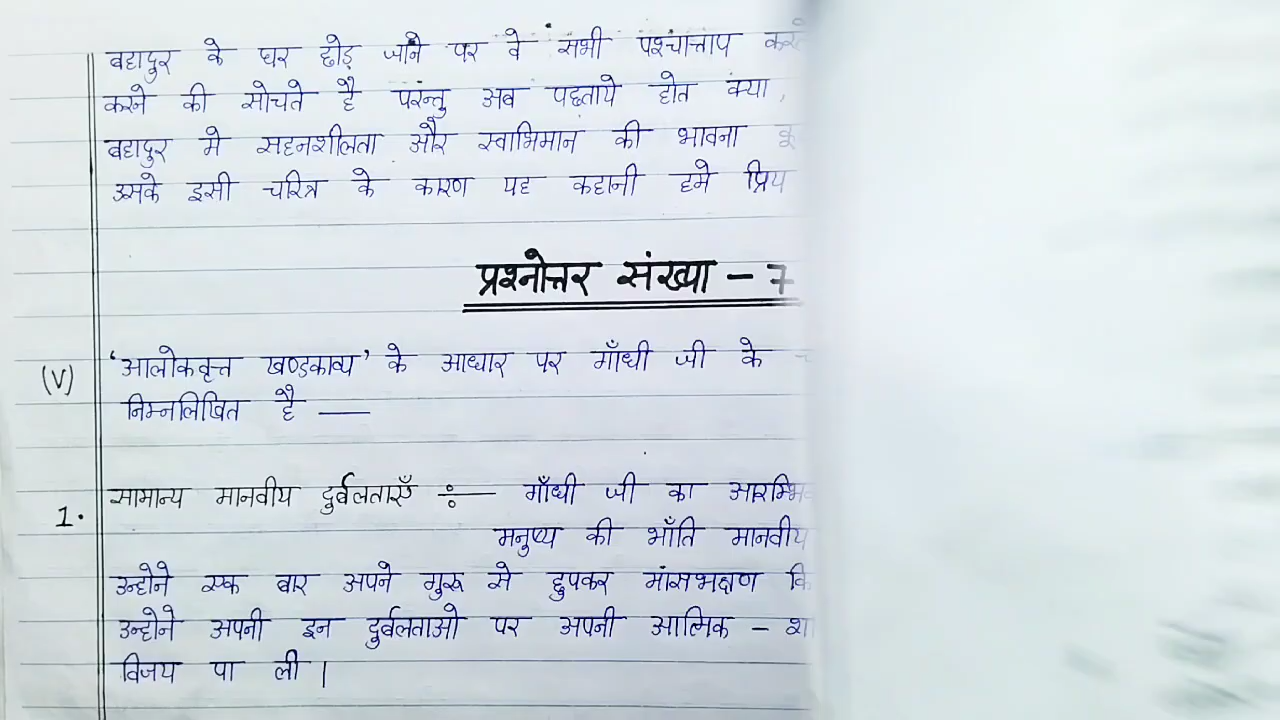 बहादुर के घर छोड़ जाने पर वे सभी पश्चात्ताप
करने की सोचते है परंन्तु अब पछताये होत क्या,
बहादुर मे सहनशीलता और स्वाभिमान की भावना
उसके इसी चरित्र के कारण यह कहानी हमे प्रिय
प्रश्नोत्तर संख्या - 7
(V) 'आलोकवृत्त खण्डकाव्य' के आधार पर गाँधी जी के
निम्नलिखित है —
1. सामान्य मानवीय दुर्बलताएँ ÷— गाँधी जी का
मनुष्य की भाँति मानवीय
उन्होने एक बार अपने गुरू से छुपकर मांसभक्षण
उन्होने अपनी इन दुर्बलताओ पर अपनी आत्मिक -
विजय पा ली।